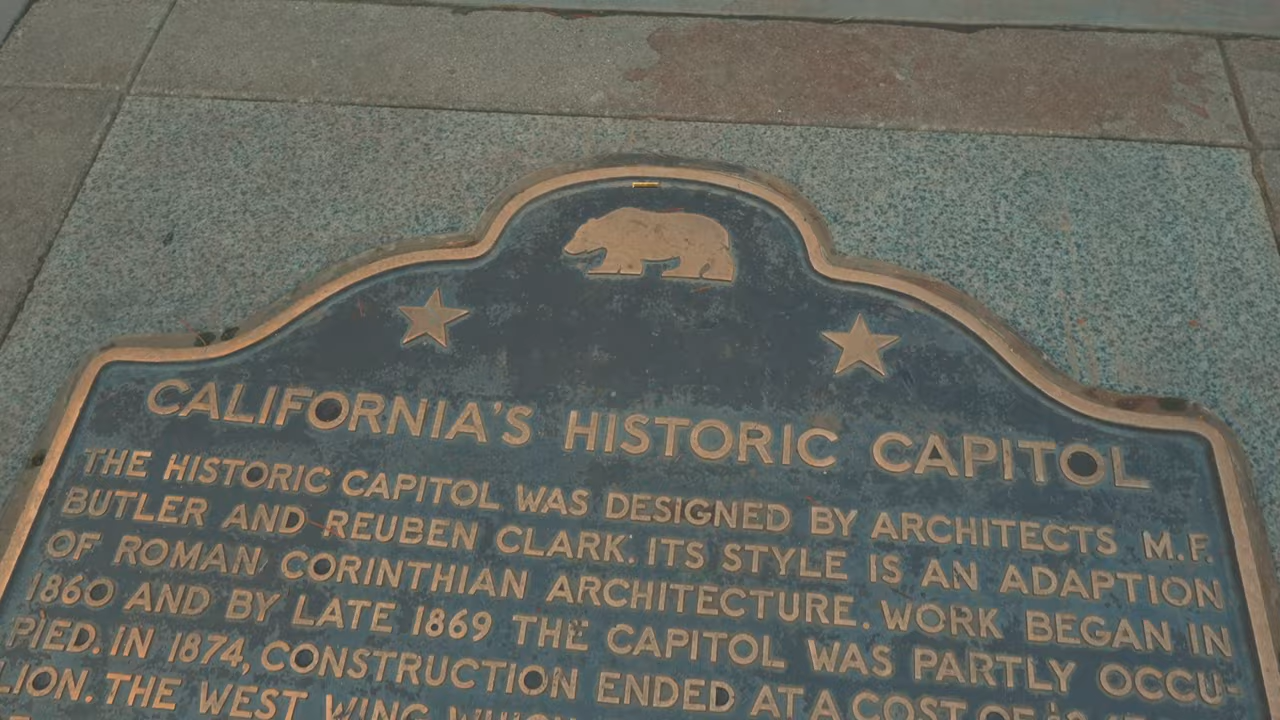 CALIFORNIA'S HISTORIC CAPITOL
THE HISTORIC CAPITOL WAS DESIGNED BY ARCHITECTS M.F.
BUTLER AND REUBEN CLARK. ITS STYLE IS AN ADAPTION
OF ROMAN CORINTHIAN ARCHITECTURE. WORK BEGAN IN
1860 AND BY LATE 1869 THE CAPITOL WAS PARTLY OCCU-
PIED. IN 1874, CONSTRUCTION ENDED AT A COST OF
LION. THE WEST WING